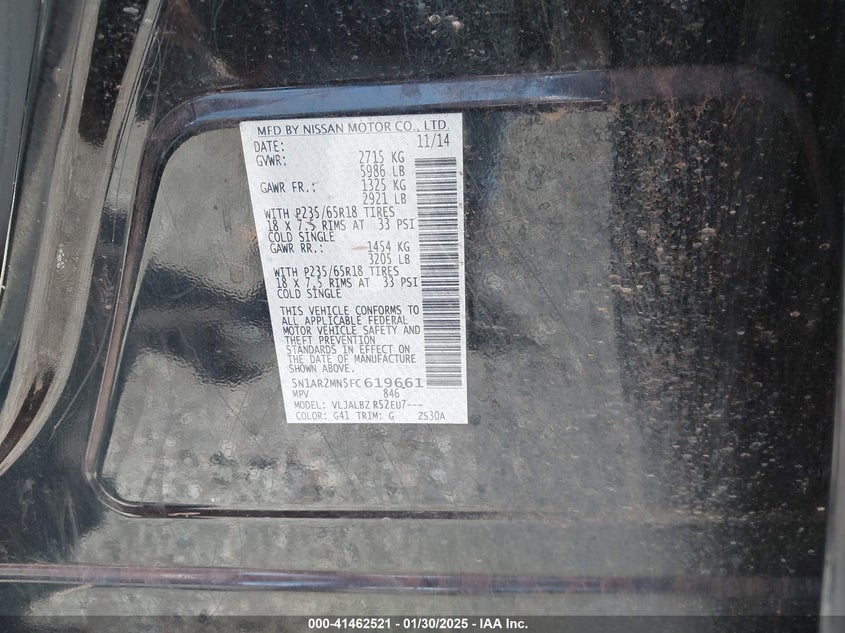 MFD BY NISSAN MOTOR CO., LTD.
DATE: 11/14
GVWR: 2715 KG
5986 LB
GAWR FR.: 1325 KG
2921 LB
WITH P235/65R18 TIRES
18 X 7.5 RIMS AT 33 PSI
COLD SINGLE
GAWR RR.: 1454 KG
3205 LB
WITH P235/65R18 TIRES
18 X 7.5 RIMS AT 33 PSI
COLD SINGLE
THIS VEHICLE CONFORMS TO
ALL APPLICABLE FEDERAL
MOTOR VEHICLE SAFETY AND
THEFT PREVENTION
STANDARDS IN EFFECT ON
THE DATE OF MANUFACTURE
SHOWN ABOVE.
5N1AR2MN5FC619661
MPV 846
MODEL: VLJALBZ R52EU7---
COLOR: G41 TRIM: G ZS30A
000-41462521 - 01/30/2025 - IAA Inc.